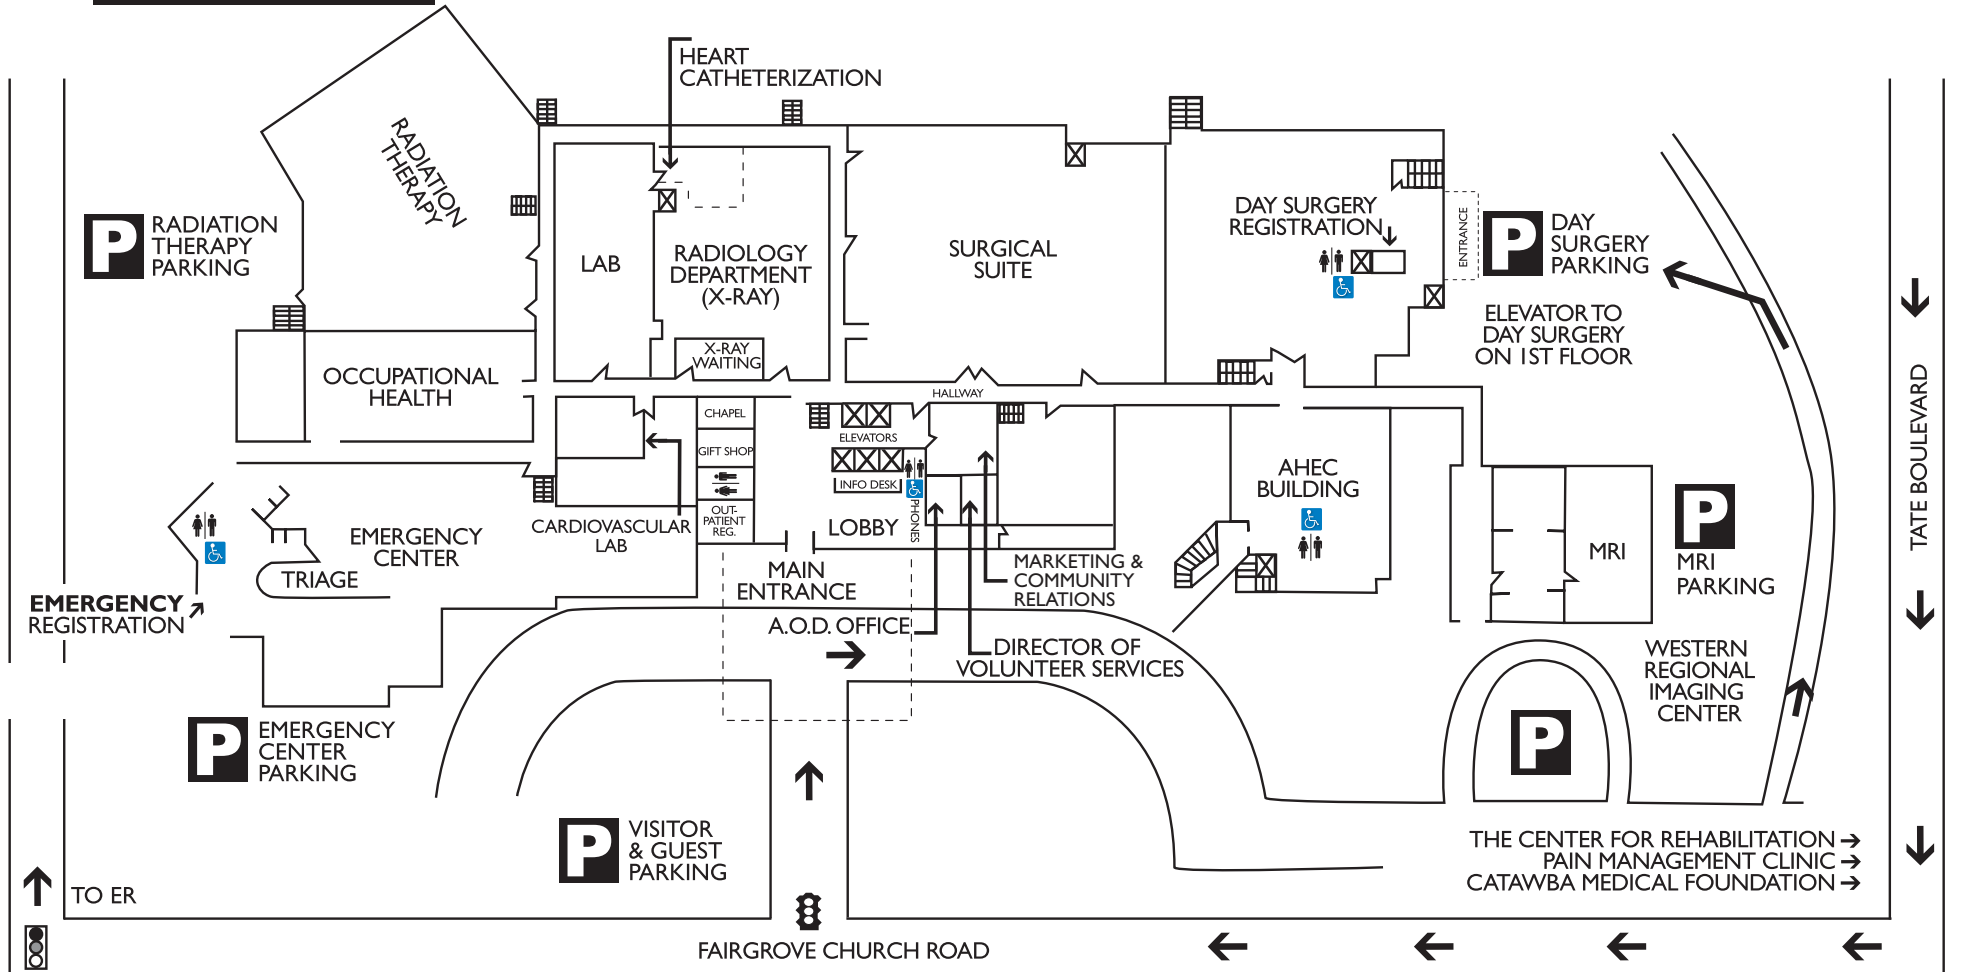 HEART
CATHETERIZATION
RADIATION
THERAPY
P
RADIATION
THERAPY
PARKING
LAB
RADIOLOGY
DEPARTMENT
(X-RAY)
X-RAY
WAITING
SURGICAL
SUITE
DAY SURGERY
REGISTRATION
ENTRANCE
P
DAY
SURGERY
PARKING
ELEVATOR TO
DAY SURGERY
ON 1ST FLOOR
OCCUPATIONAL
HEALTH
HALLWAY
CHAPEL
GIFT SHOP
OUT-
PATIENT
REG.
ELEVATORS
INFO DESK
PHONES
LOBBY
CARDIOVASCULAR
LAB
EMERGENCY
CENTER
TRIAGE
EMERGENCY
REGISTRATION
AHEC
BUILDING
MRI
P
MRI
PARKING
TATE BOULEVARD
MAIN
ENTRANCE
MARKETING &
COMMUNITY
RELATIONS
A.O.D. OFFICE
DIRECTOR OF
VOLUNTEER SERVICES
WESTERN
REGIONAL
IMAGING
CENTER
P
P
EMERGENCY
CENTER
PARKING
P
VISITOR
& GUEST
PARKING
THE CENTER FOR REHABILITATION
PAIN MANAGEMENT CLINIC
CATAWBA MEDICAL FOUNDATION
TO ER
FAIRGROVE CHURCH ROAD